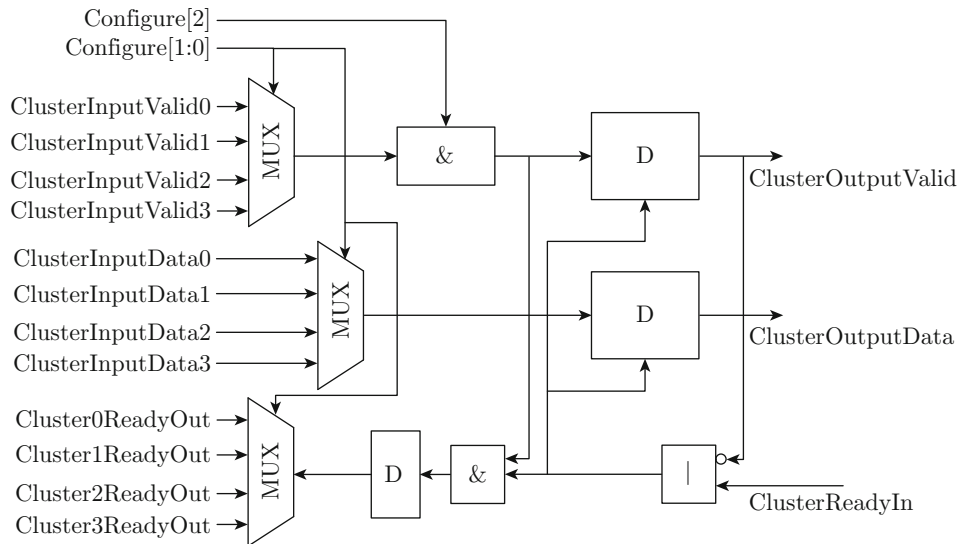 Configure[2]
Configure[1:0]
ClusterInputValid0
ClusterInputValid1
ClusterInputValid2
ClusterInputValid3
MUX
&
D
ClusterOutputValid
ClusterInputData0
ClusterInputData1
ClusterInputData2
ClusterInputData3
MUX
D
ClusterOutputData
Cluster0ReadyOut
Cluster1ReadyOut
Cluster2ReadyOut
Cluster3ReadyOut
MUX
D
&
|
ClusterReadyIn